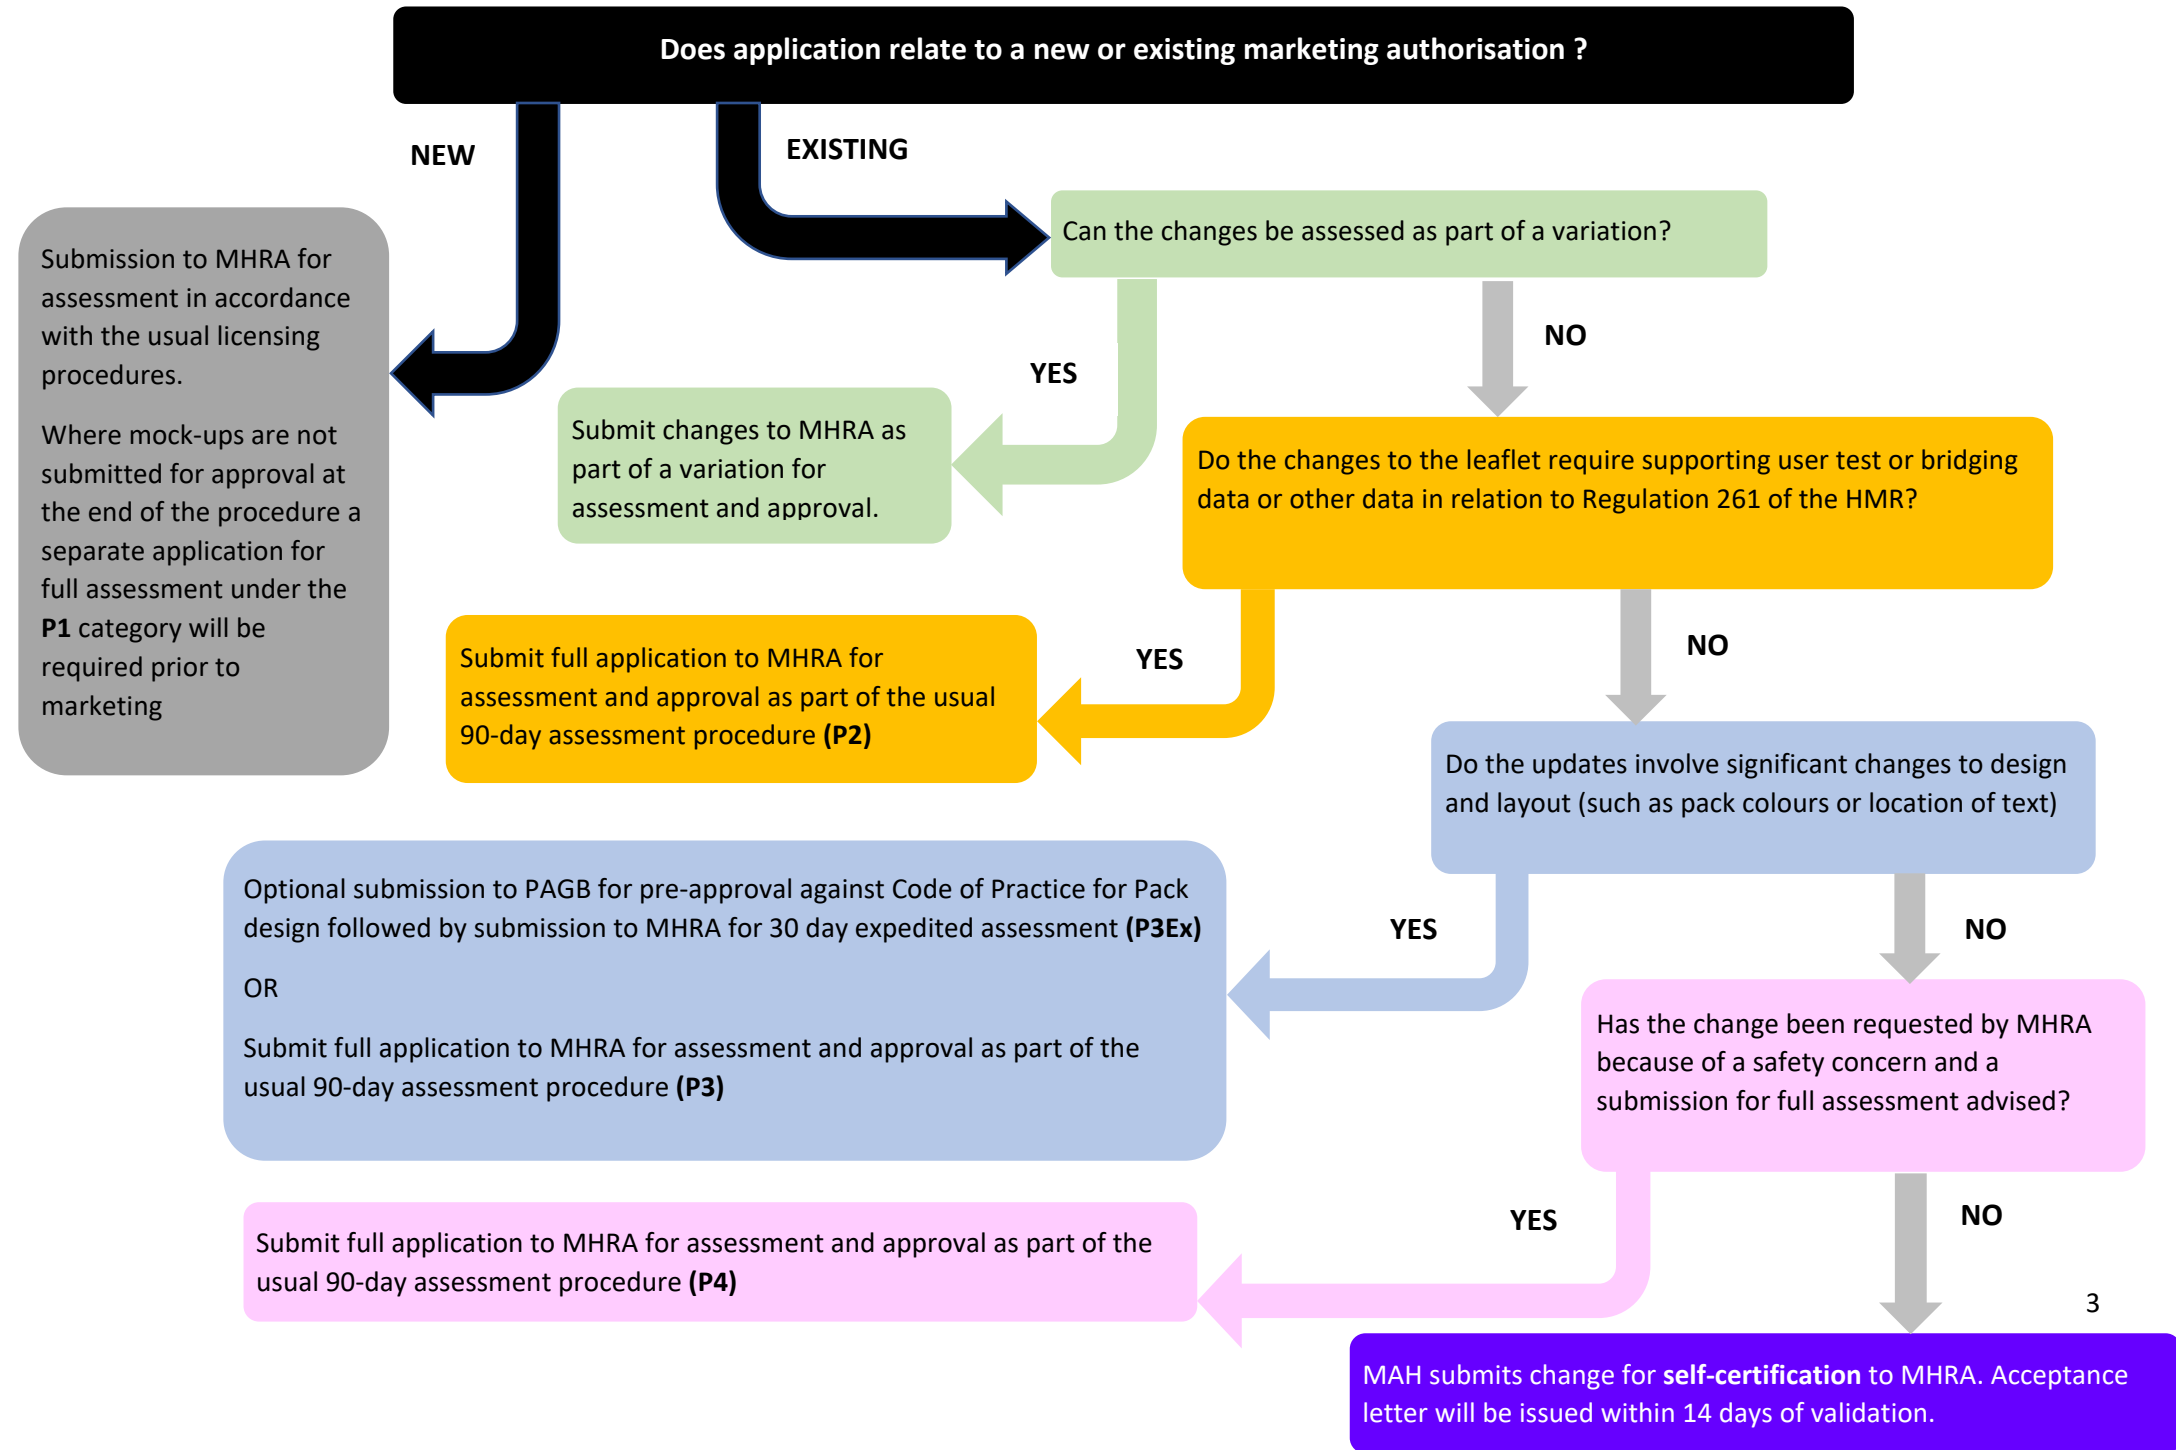 Does application relate to a new or existing marketing authorisation ?
NEW
EXISTING
Submission to MHRA for
assessment in accordance
with the usual licensing
procedures.
Where mock-ups are not
submitted for approval at
the end of the procedure a
separate application for
full assessment under the
P1 category will be
required prior to
marketing
Can the changes be assessed as part of a variation?
YES
NO
Submit changes to MHRA as
part of a variation for
assessment and approval.
Do the changes to the leaflet require supporting user test or bridging
data or other data in relation to Regulation 261 of the HMR?
YES
NO
Submit full application to MHRA for
assessment and approval as part of the usual
90-day assessment procedure (P2)
Do the updates involve significant changes to design
and layout (such as pack colours or location of text)
YES
NO
Optional submission to PAGB for pre-approval against Code of Practice for Pack
design followed by submission to MHRA for 30 day expedited assessment (P3Ex)
OR
Submit full application to MHRA for assessment and approval as part of the
usual 90-day assessment procedure (P3)
Has the change been requested by MHRA
because of a safety concern and a
submission for full assessment advised?
YES
NO
Submit full application to MHRA for assessment and approval as part of the
usual 90-day assessment procedure (P4)
3
MAH submits change for self-certification to MHRA. Acceptance
letter will be issued within 14 days of validation.